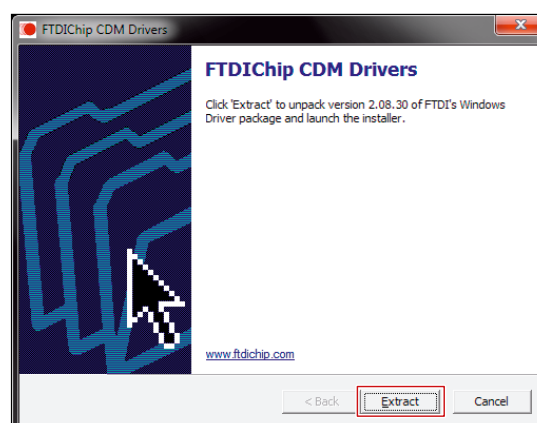 FTDIChip CDM Drivers
FTDIChip CDM Drivers
Click 'Extract' to unpack version 2.08.30 of FTDI's Windows
Driver package and launch the installer.
www.ftdichip.com
< Back Extract Cancel